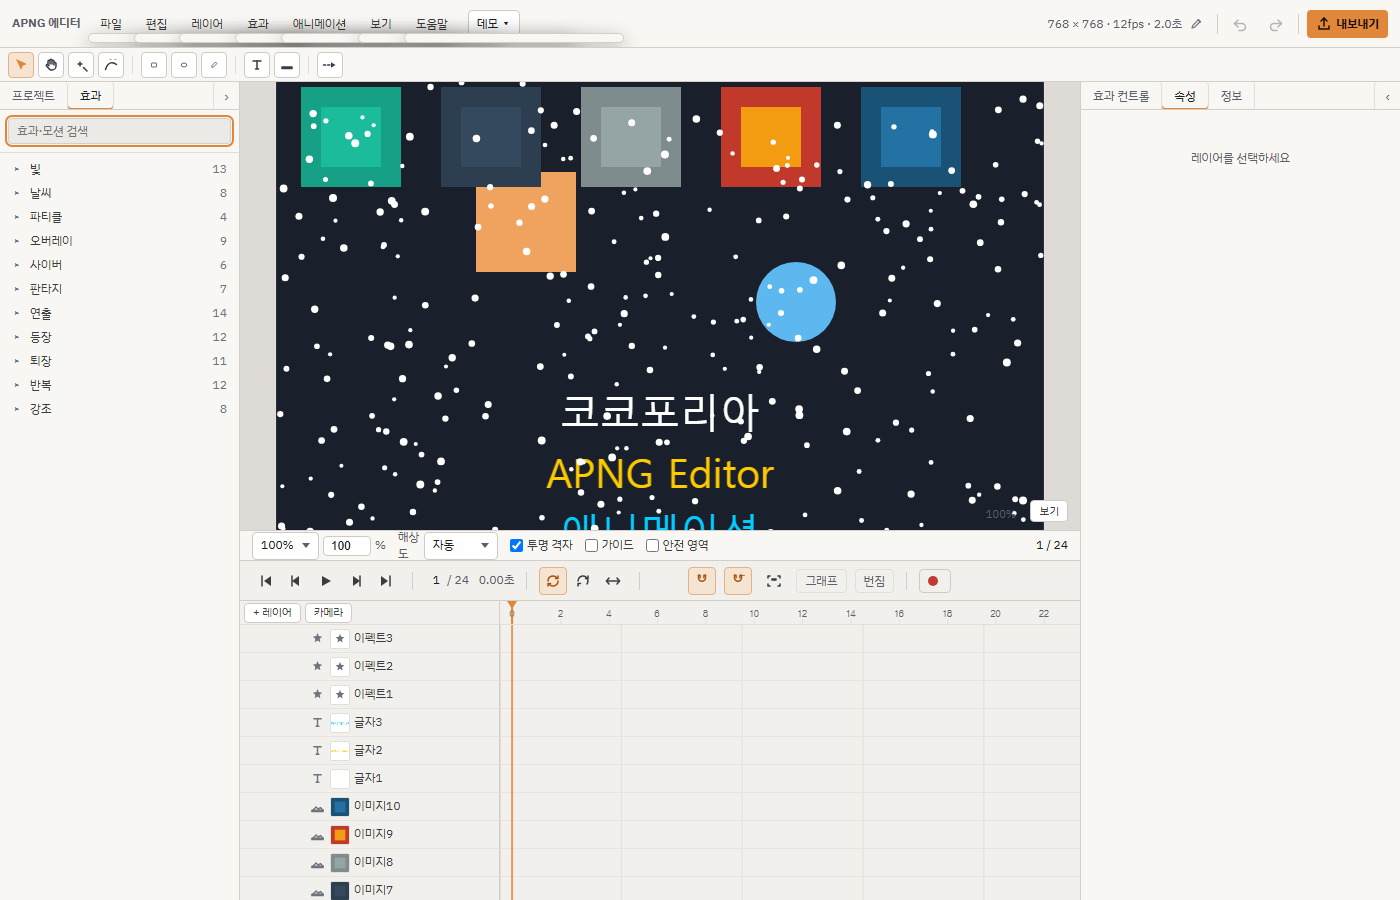 APNG 에디터 파일 편집 레이어 효과 애니메이션 보기 도움말 데모 768 × 768 · 12fps · 2.0초 내보내기
프로젝트 효과
효과·모션 검색
빛 13
날씨 8
파티클 4
오버레이 9
사이버 6
판타지 7
연출 14
등장 12
퇴장 11
반복 12
강조 8
코코포리아
APNG Editor
애니메이션
100% 보기
효과 컨트롤 속성 정보
레이어를 선택하세요
100% 100 % 해상도 자동 투명 격자 가이드 안전 영역 1 / 24
1 / 24 0.00초 그래프 번짐
+ 레이어 카메라 0 2 4 6 8 10 12 14 16 18 20 22
이펙트3
이펙트2
이펙트1
글자3
글자2
글자1
이미지10
이미지9
이미지8
이미지7